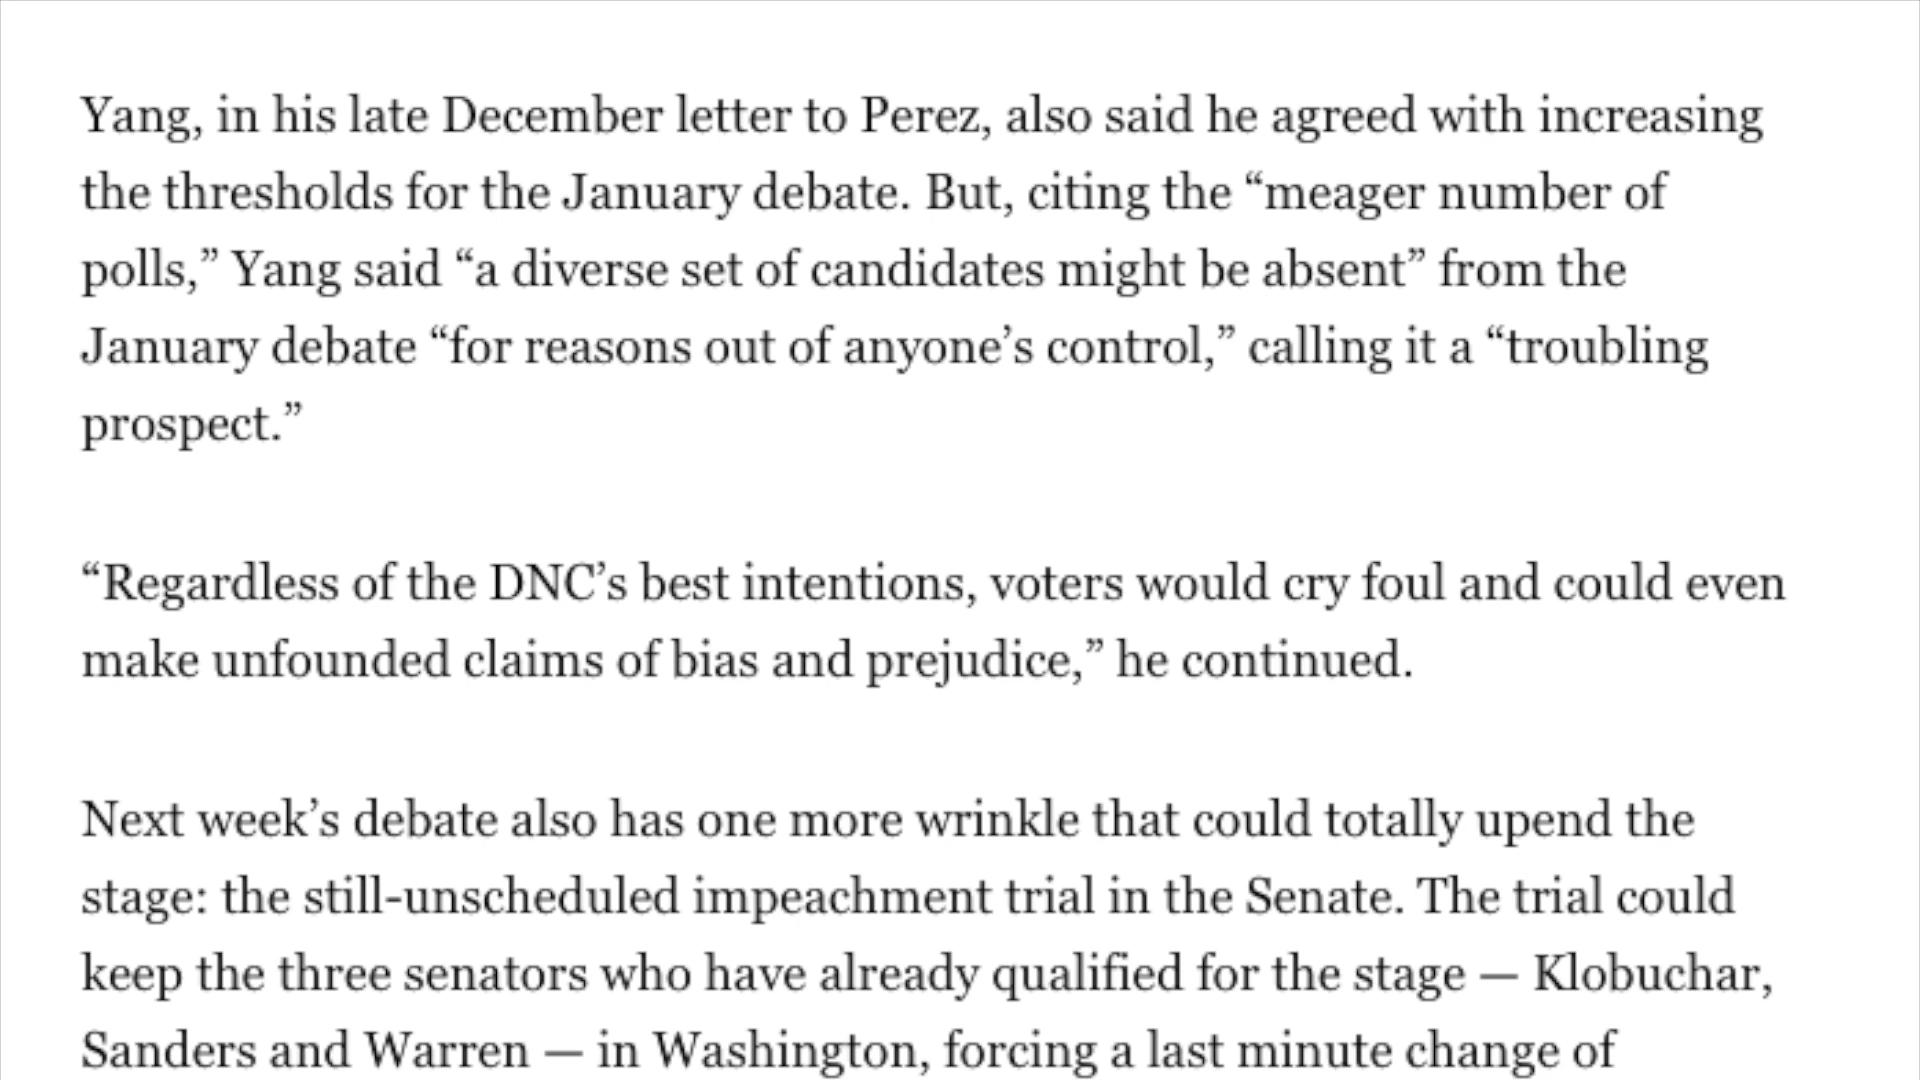 Yang, in his late December letter to Perez, also said he agreed with increasing
the thresholds for the January debate. But, citing the “meager number of
polls,” Yang said “a diverse set of candidates might be absent” from the
January debate “for reasons out of anyone’s control,” calling it a “troubling
prospect.”
“Regardless of the DNC’s best intentions, voters would cry foul and could even
make unfounded claims of bias and prejudice,” he continued.
Next week’s debate also has one more wrinkle that could totally upend the
stage: the still-unscheduled impeachment trial in the Senate. The trial could
keep the three senators who have already qualified for the stage — Klobuchar,
Sanders and Warren — in Washington, forcing a last minute change of